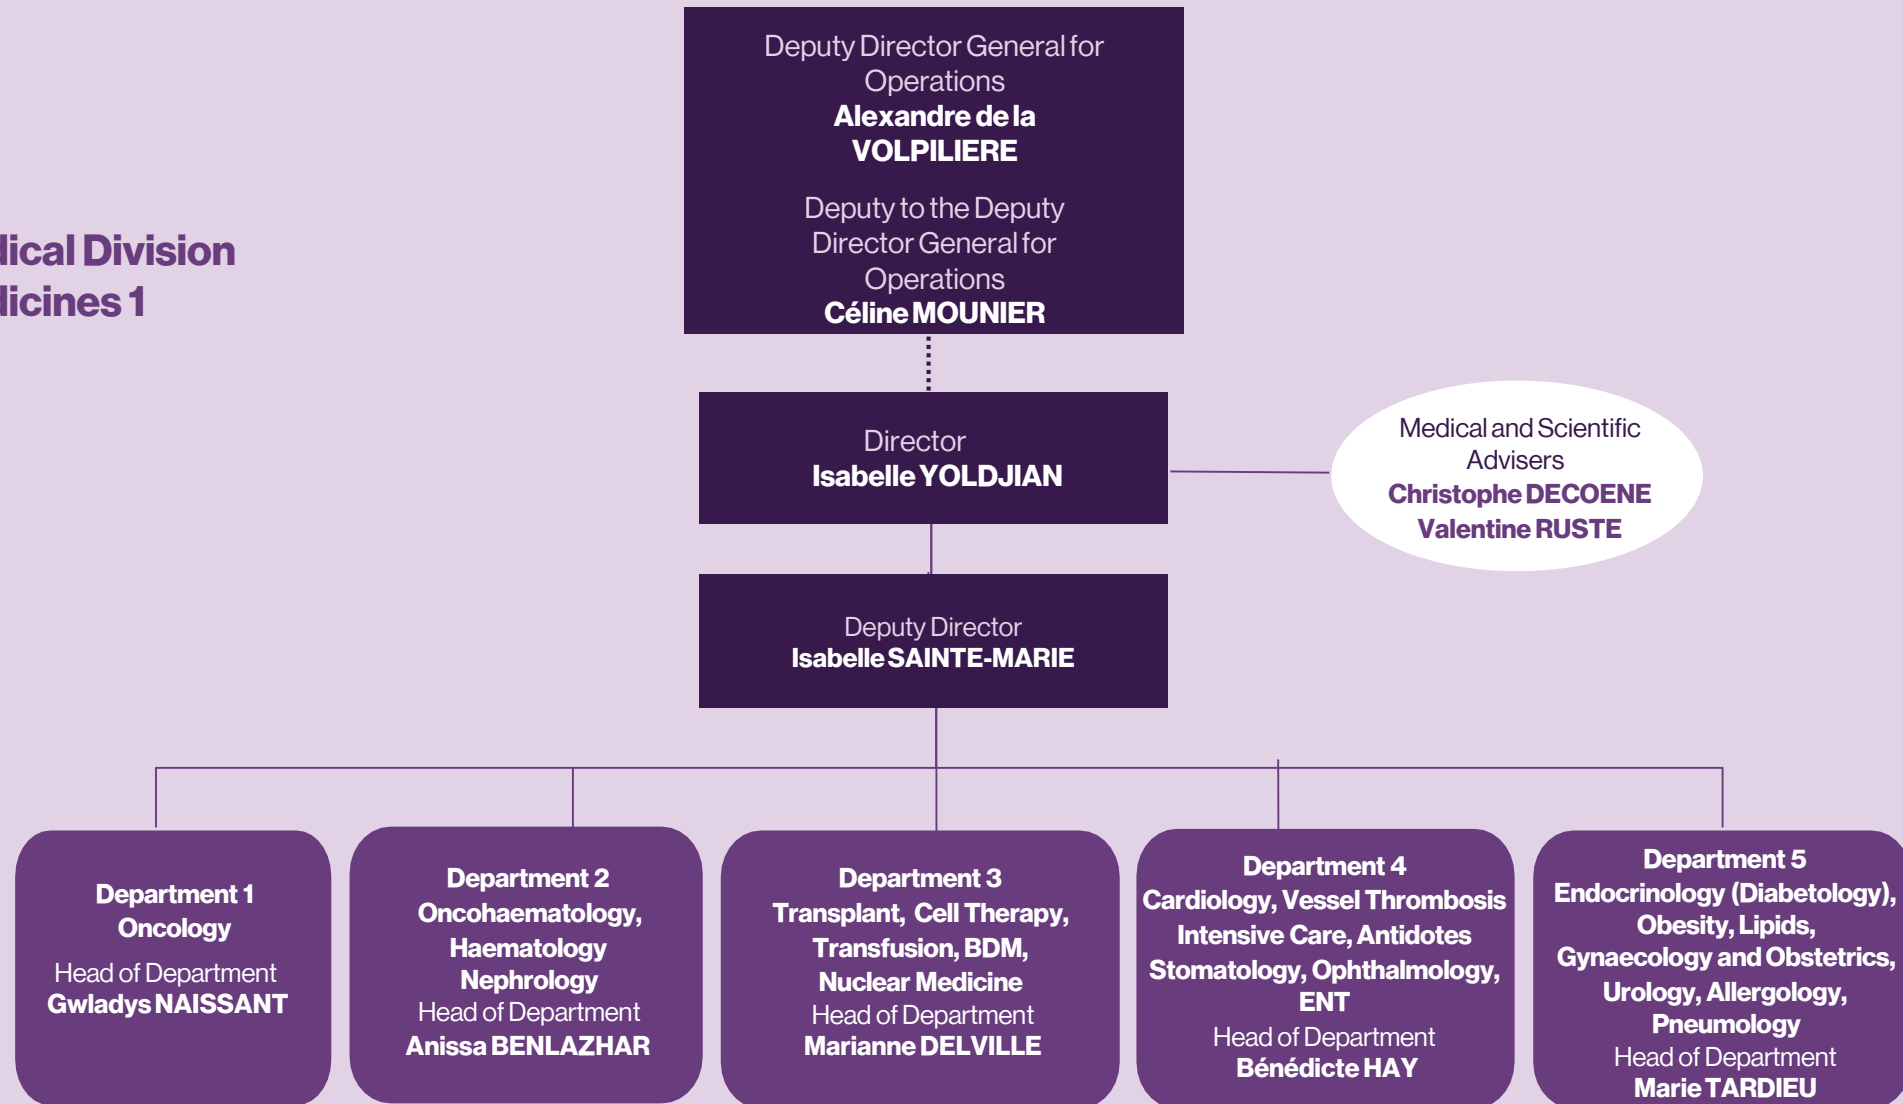 Deputy Director General for
Operations
Alexandre de la
VOLPILIERE
Deputy to the Deputy
Director General for
Operations
Céline MOUNIER
dical Division
dicines 1
Director
Isabelle YOLDJIAN
Medical and Scientific
Advisers
Christophe DECOENE
Valentine RUSTE
Deputy Director
Isabelle SAINTE-MARIE
Department 1
Oncology
Head of Department
Gwladys NAISSANT
Department 2
Oncohaematology,
Haematology
Nephrology
Head of Department
Anissa BENLAZHAR
Department 3
Transplant, Cell Therapy,
Transfusion, BDM,
Nuclear Medicine
Head of Department
Marianne DELVILLE
Department 4
Cardiology, Vessel Thrombosis
Intensive Care, Antidotes
Stomatology, Ophthalmology,
ENT
Head of Department
Bénédicte HAY
Department 5
Endocrinology (Diabetology),
Obesity, Lipids,
Gynaecology and Obstetrics,
Urology, Allergology,
Pneumology
Head of Department
Marie TARDIEU